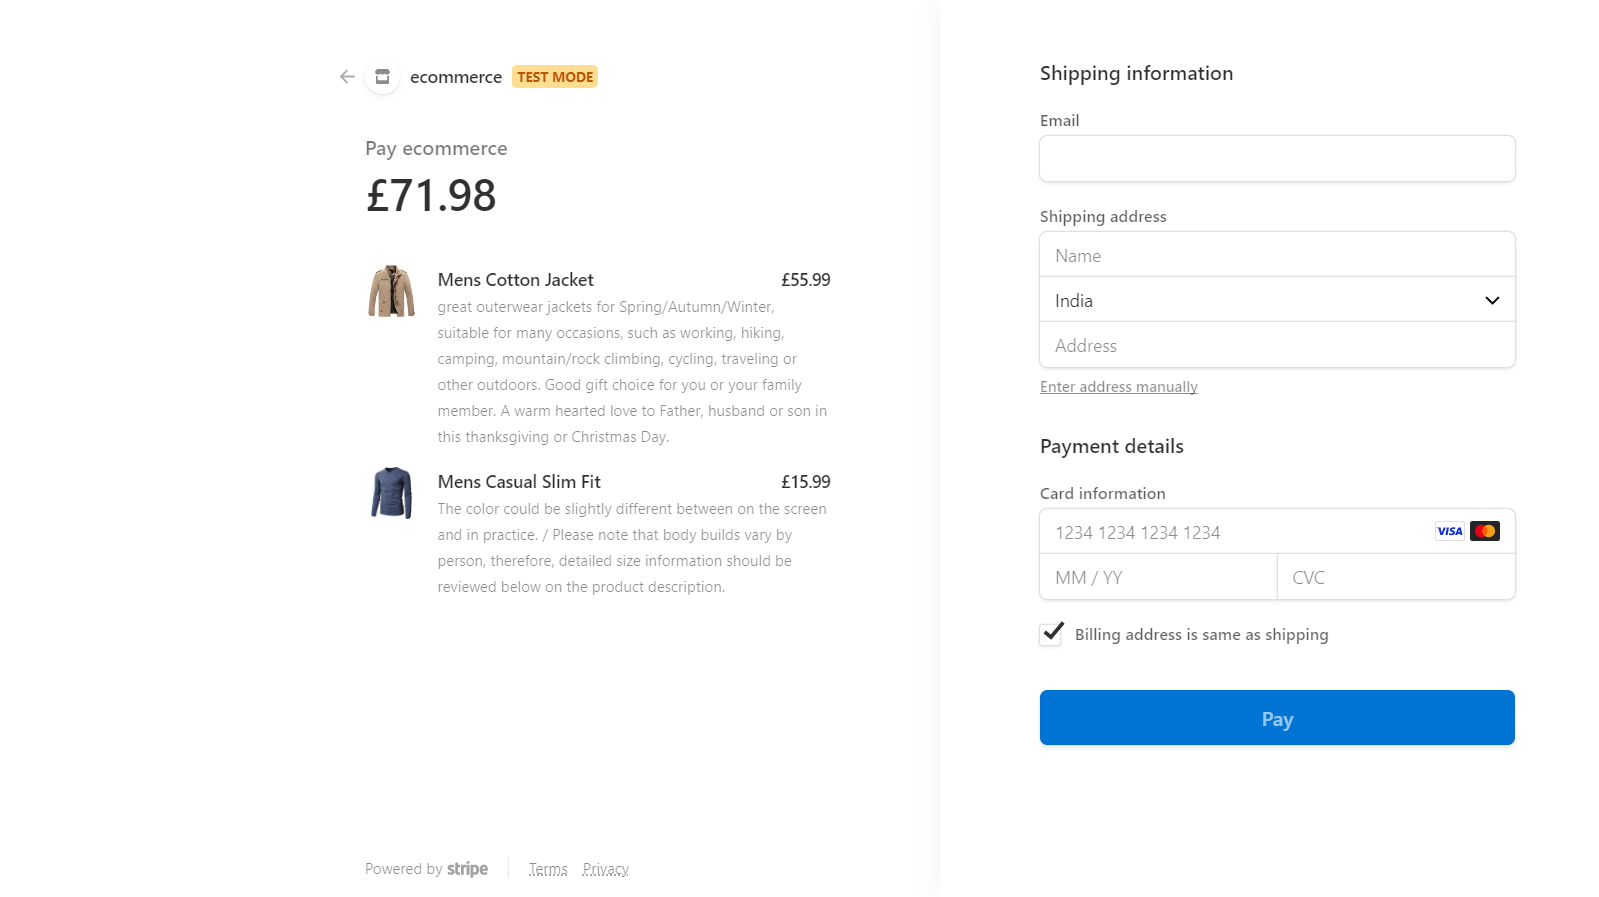 ecommerce TEST MODE
Pay ecommerce
£71.98
Mens Cotton Jacket £55.99
great outerwear jackets for Spring/Autumn/Winter,
suitable for many occasions, such as working, hiking,
camping, mountain/rock climbing, cycling, traveling or
other outdoors. Good gift choice for you or your family
member. A warm hearted love to Father, husband or son in
this thanksgiving or Christmas Day.
Mens Casual Slim Fit £15.99
The color could be slightly different between on the screen
and in practice. / Please note that body builds vary by
person, therefore, detailed size information should be
reviewed below on the product description.
Powered by stripe Terms Privacy
Shipping information
Email
Shipping address
Name
India
Address
Enter address manually
Payment details
Card information
1234 1234 1234 1234 VISA
MM / YY CVC
Billing address is same as shipping
Pay